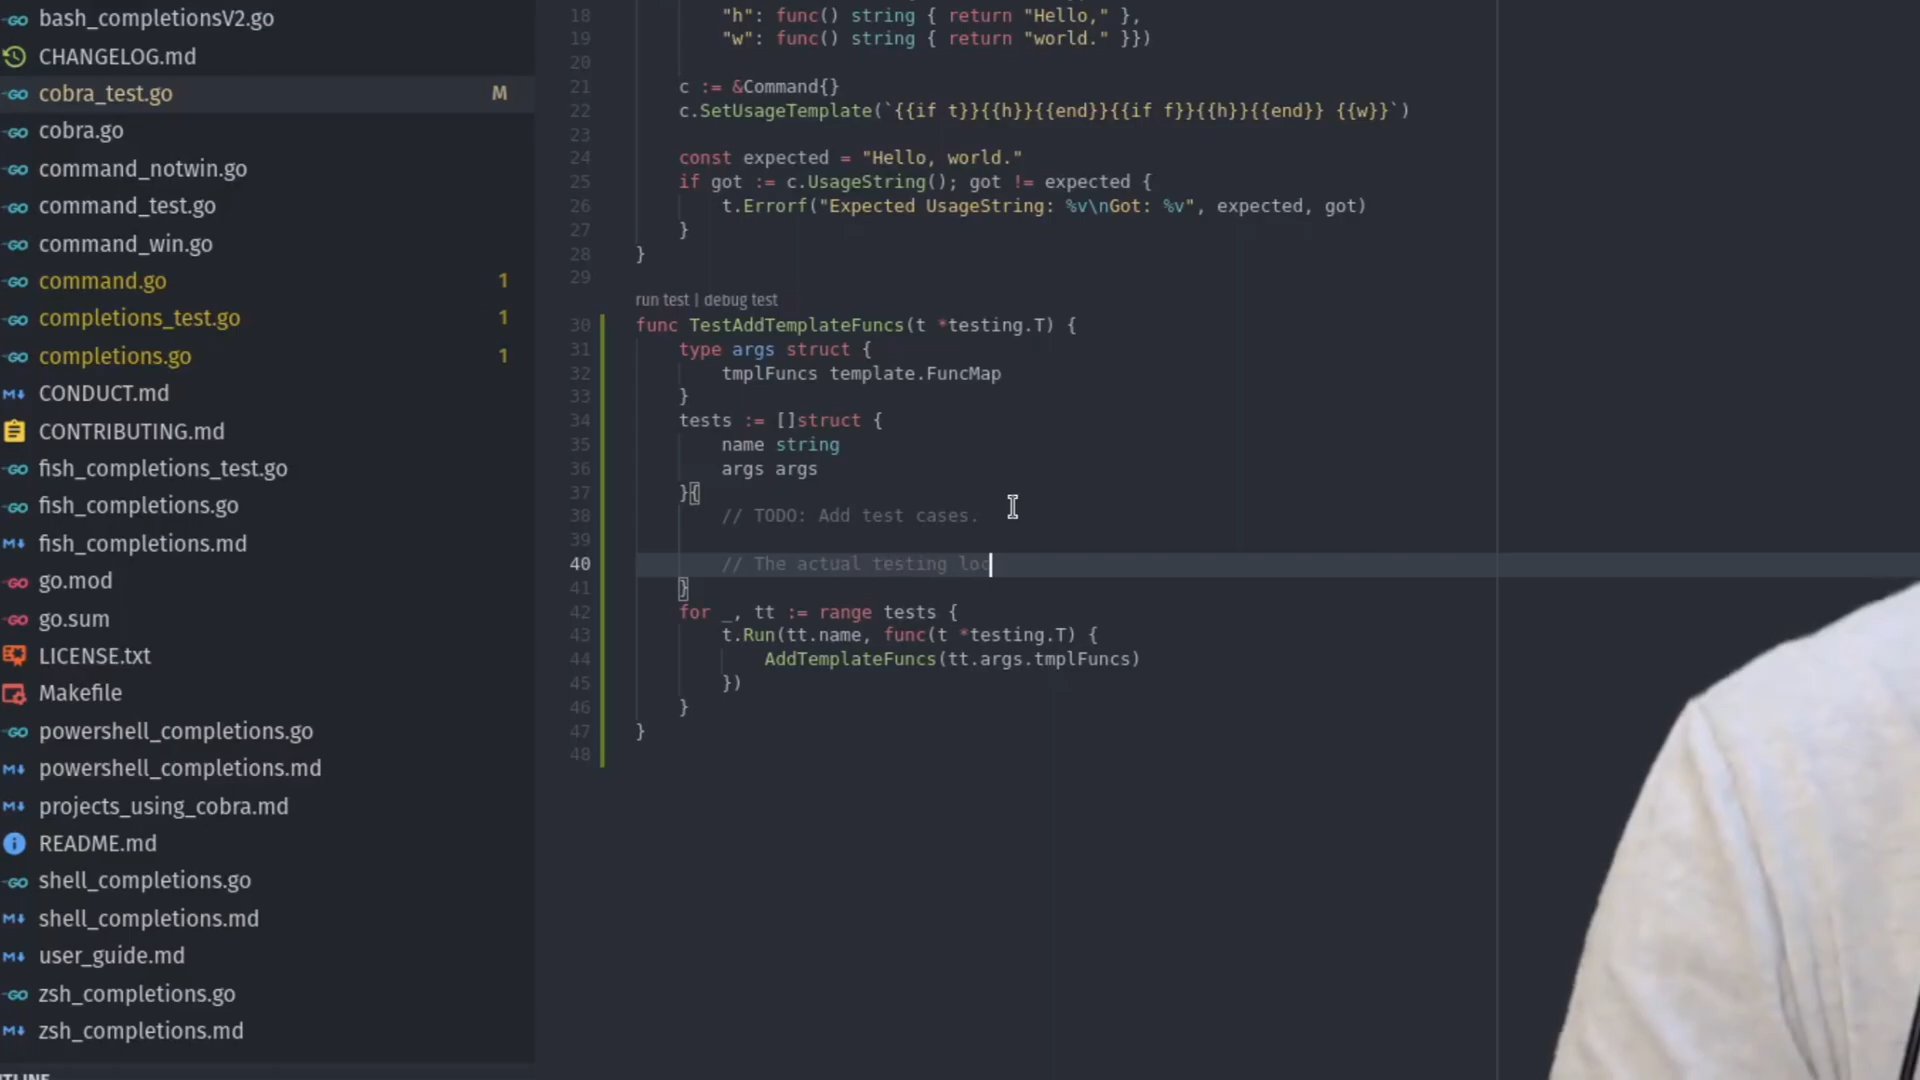 bash_completionsV2.go
CHANGELOG.md
cobra_test.go M
cobra.go
command_notwin.go
command_test.go
command_win.go
command.go 1
completions_test.go 1
completions.go 1
CONDUCT.md
CONTRIBUTING.md
fish_completions_test.go
fish_completions.go
fish_completions.md
go.mod
go.sum
LICENSE.txt
Makefile
powershell_completions.go
powershell_completions.md
projects_using_cobra.md
README.md
shell_completions.go
shell_completions.md
user_guide.md
zsh_completions.go
zsh_completions.md
18 "h": func() string { return "Hello," },
19 "w": func() string { return "world." }})
20
21 c := &Command{}
22 c.SetUsageTemplate(`{{if t}}{{h}}{{end}}{{if f}}{{h}}{{end}} {{w}}`)
23
24 const expected = "Hello, world."
25 if got := c.UsageString(); got != expected {
26 t.Errorf("Expected UsageString: %v\nGot: %v", expected, got)
27 }
28 }
29
run test | debug test
30 func TestAddTemplateFuncs(t *testing.T) {
31 type args struct {
32 tmplFuncs template.FuncMap
33 }
34 tests := []struct {
35 name string
36 args args
37 }{
38 // TODO: Add test cases.
39
40 // The actual testing loc
41 }
42 for _, tt := range tests {
43 t.Run(tt.name, func(t *testing.T) {
44 AddTemplateFuncs(tt.args.tmplFuncs)
45 })
46 }
47 }
48